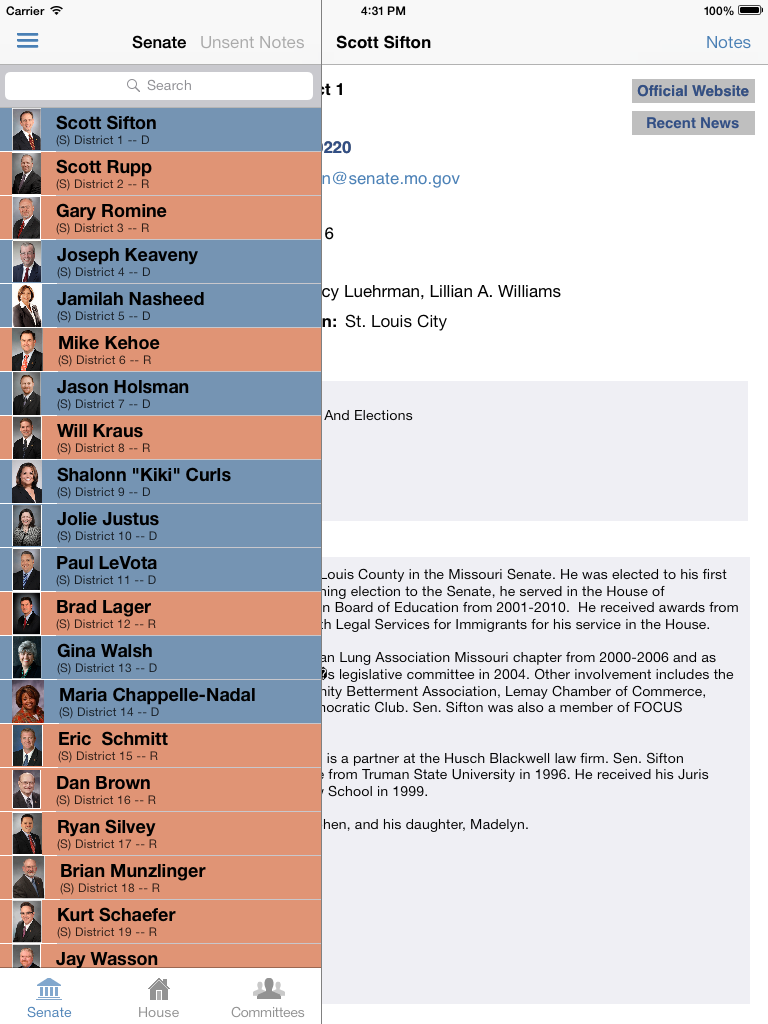 Carrier 4:31 PM 100%
Senate Unsent Notes Scott Sifton Notes
Search
Scott Sifton
(S) District 1 -- D
Scott Rupp
(S) District 2 -- R
Gary Romine
(S) District 3 -- R
Joseph Keaveny
(S) District 4 -- D
Jamilah Nasheed
(S) District 5 -- D
Mike Kehoe
(S) District 6 -- R
Jason Holsman
(S) District 7 -- D
Will Kraus
(S) District 8 -- R
Shalonn "Kiki" Curls
(S) District 9 -- D
Jolie Justus
(S) District 10 -- D
Paul LeVota
(S) District 11 -- D
Brad Lager
(S) District 12 -- R
Gina Walsh
(S) District 13 -- D
Maria Chappelle-Nadal
(S) District 14 -- D
Eric  Schmitt
(S) District 15 -- R
Dan Brown
(S) District 16 -- R
Ryan Silvey
(S) District 17 -- R
Brian Munzlinger
(S) District 18 -- R
Kurt Schaefer
(S) District 19 -- R
Jay Wasson
Senate House Committees
ct 1
Official Website
Recent News
0220
n@senate.mo.gov
6
cy Luehrman, Lillian A. Williams
n: St. Louis City
And Elections
Louis County in the Missouri Senate. He was elected to his first
ning election to the Senate, he served in the House of
n Board of Education from 2001-2010.  He received awards from
th Legal Services for Immigrants for his service in the House.
an Lung Association Missouri chapter from 2000-2006 and as
s legislative committee in 2004. Other involvement includes the
nity Betterment Association, Lemay Chamber of Commerce,
nocratic Club. Sen. Sifton was also a member of FOCUS
is a partner at the Husch Blackwell law firm. Sen. Sifton
e from Truman State University in 1996. He received his Juris
y School in 1999.
hen, and his daughter, Madelyn.